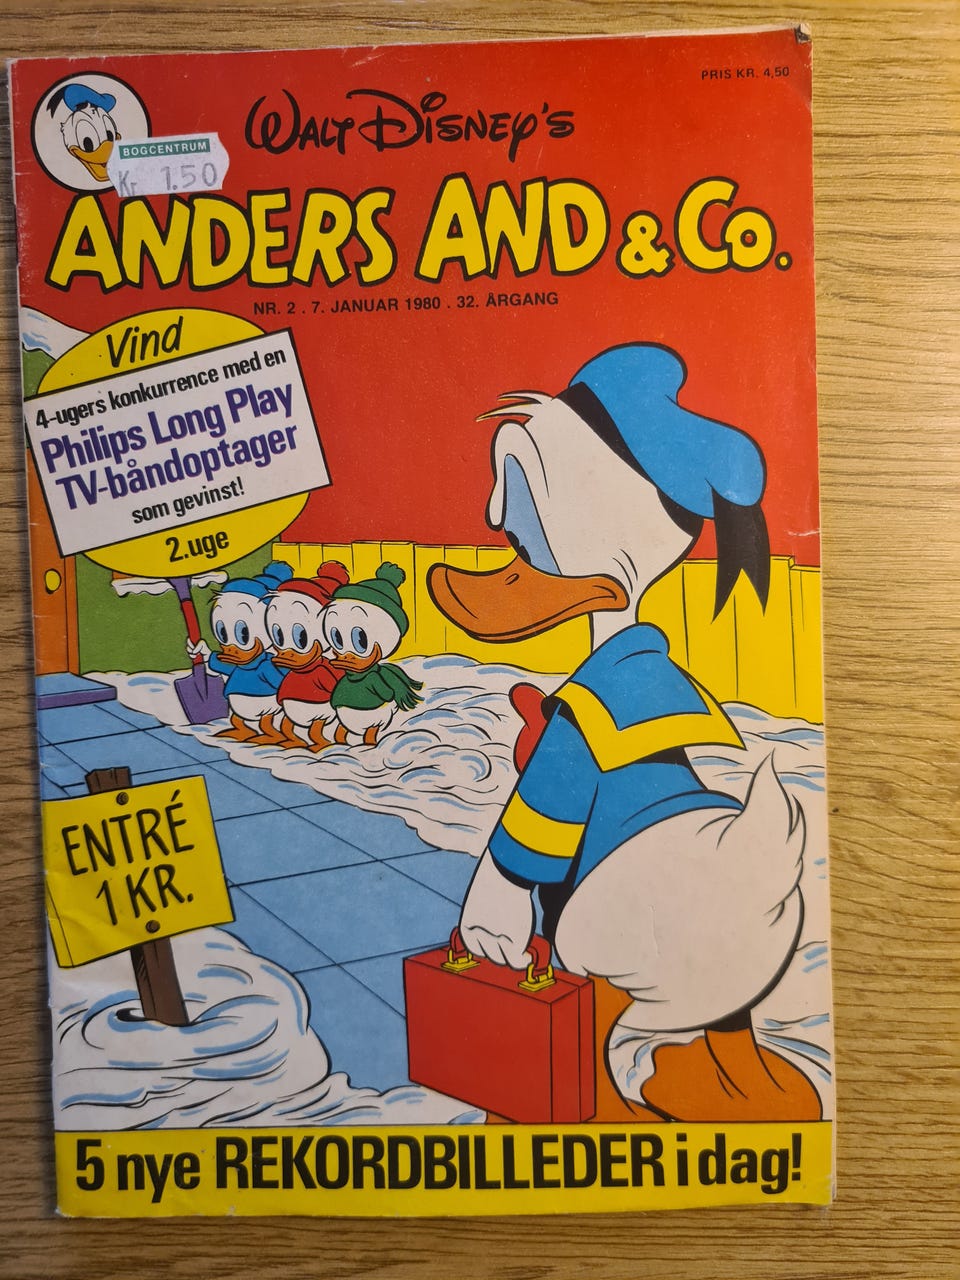 PRIS KR. 4,50
WALT DISNEY'S
BOGCENTRUM
Kr 1.50
ANDERS AND & Co.
NR. 2 . 7. JANUAR 1980 . 32. ÅRGANG
Vind
4-ugers konkurrence med en
Philips Long Play
TV-båndoptager
som gevinst!
2.uge
ENTRÉ
1 KR.
5 nye REKORDBILLEDER i dag!